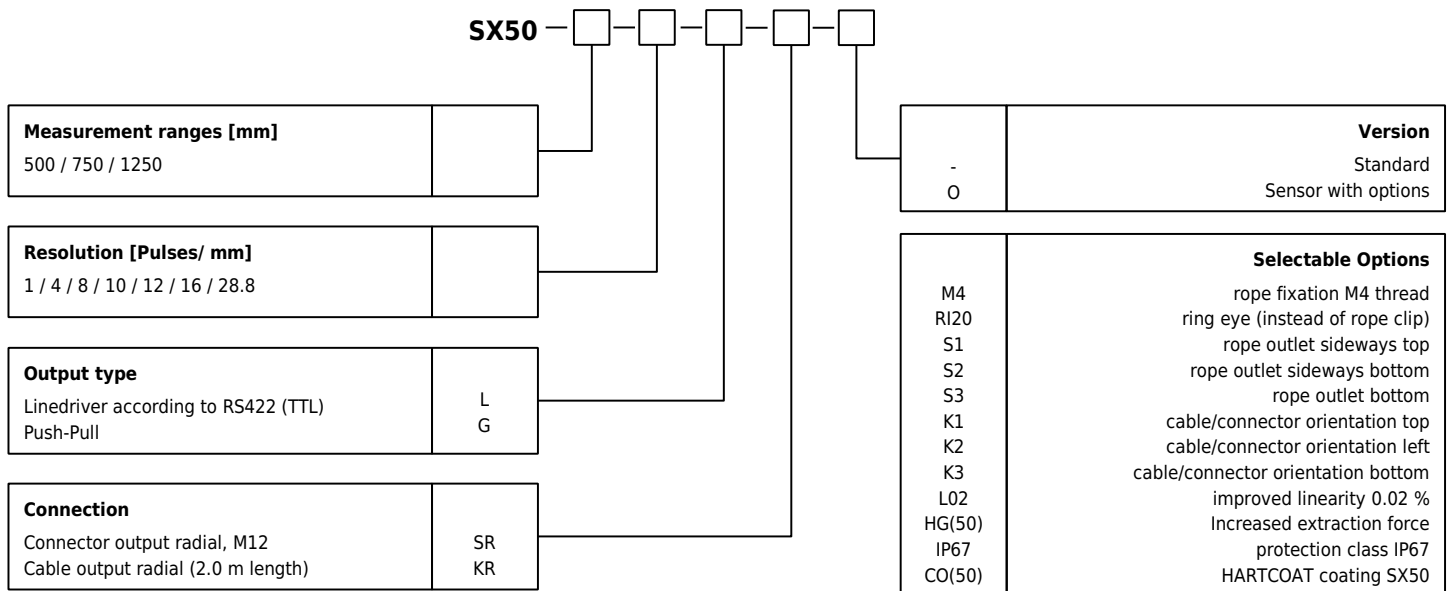 SX50
Measurement ranges [mm]
500 / 750 / 1250
Resolution [Pulses/ mm]
1 / 4 / 8 / 10 / 12 / 16 / 28.8
Output type
Linedriver according to RS422 (TTL) L
Push-Pull G
Connection
Connector output radial, M12 SR
Cable output radial (2.0 m length) KR
Version
- Standard
O Sensor with options
Selectable Options
M4 rope fixation M4 thread
RI20 ring eye (instead of rope clip)
S1 rope outlet sideways top
S2 rope outlet sideways bottom
S3 rope outlet bottom
K1 cable/connector orientation top
K2 cable/connector orientation left
K3 cable/connector orientation bottom
L02 improved linearity 0.02 %
HG(50) Increased extraction force
IP67 protection class IP67
CO(50) HARTCOAT coating SX50